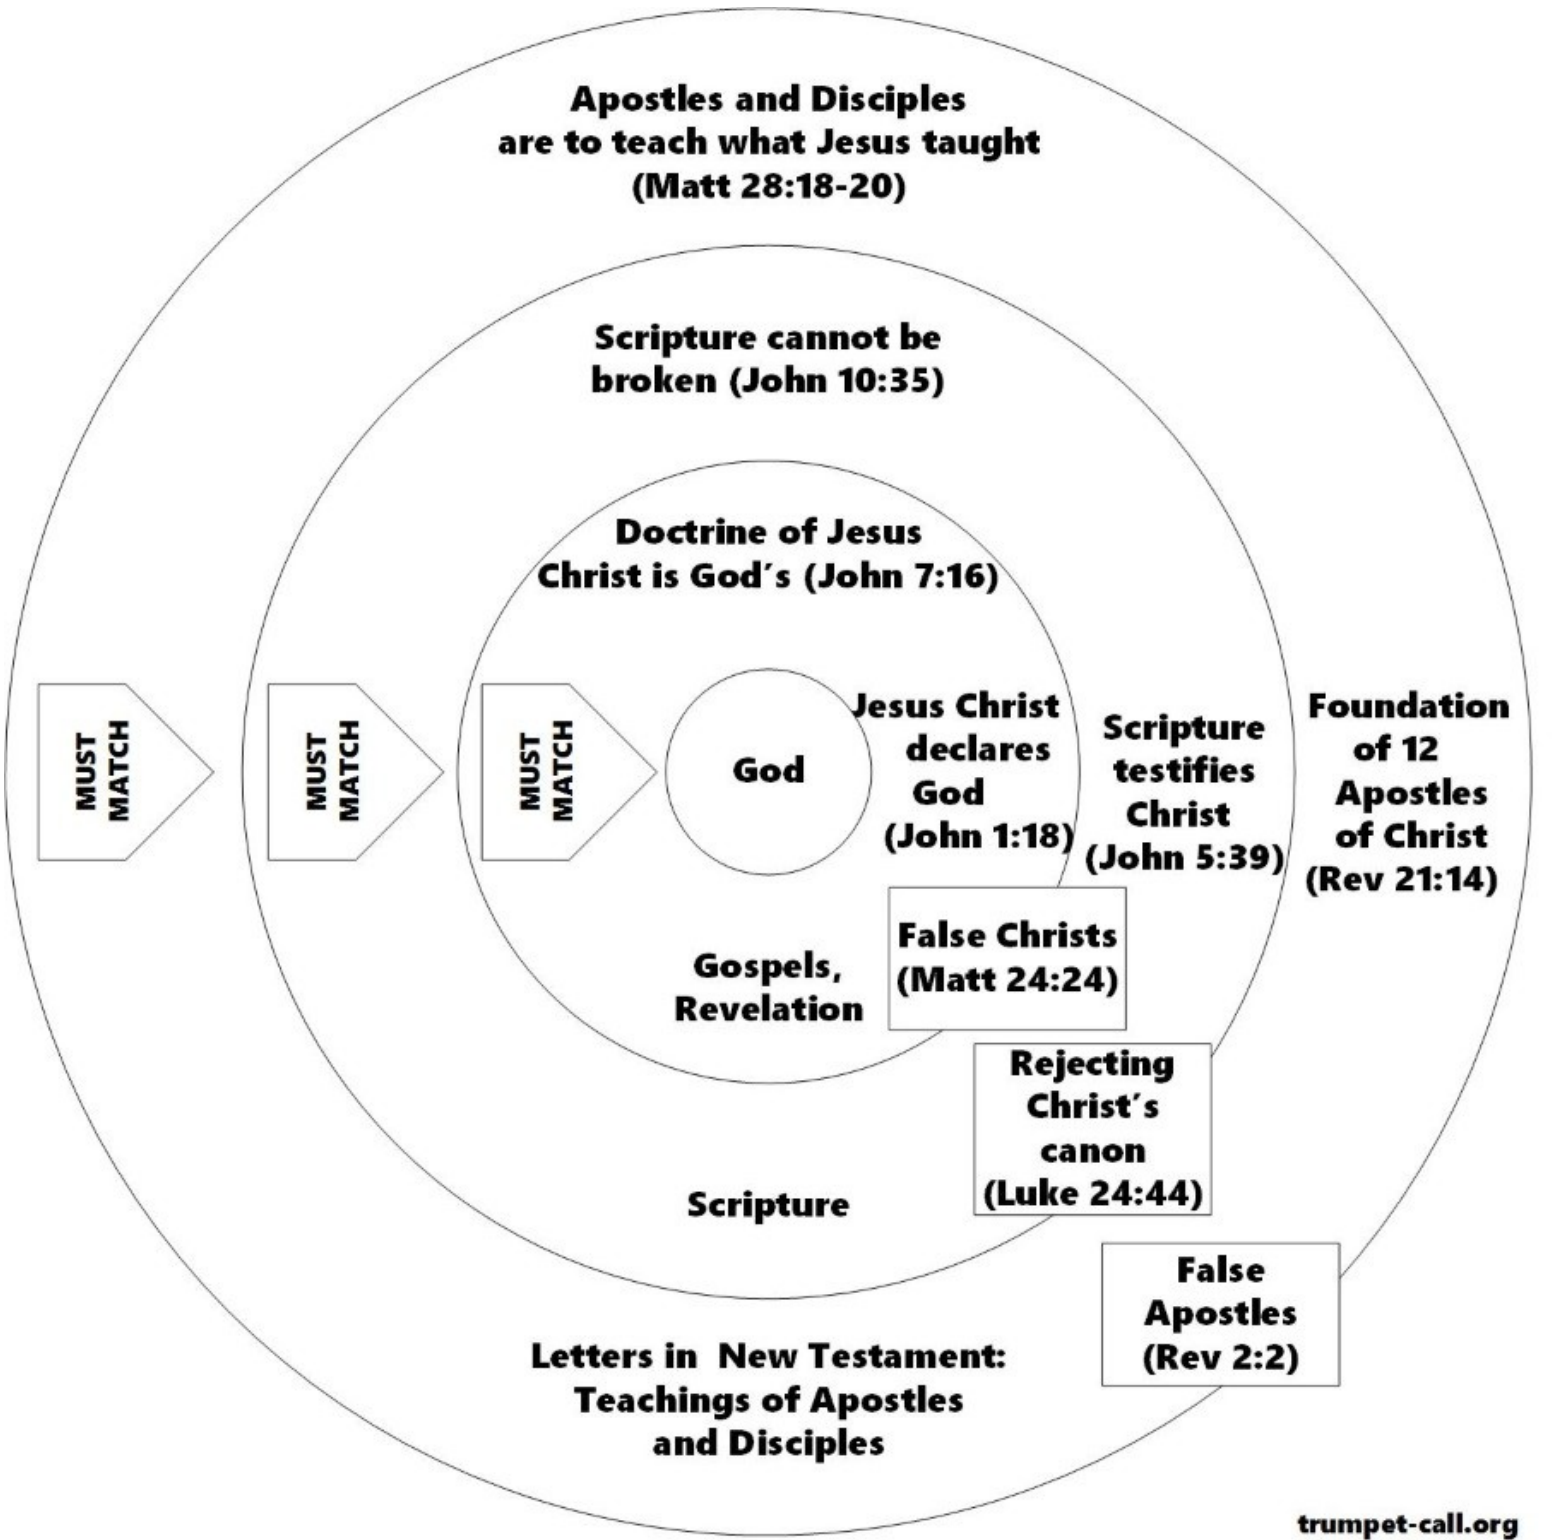 Apostles and Disciples
are to teach what Jesus taught
(Matt 28:18-20)
Scripture cannot be
broken (John 10:35)
Doctrine of Jesus
Christ is God´s (John 7:16)
MUST
MATCH
MUST
MATCH
MUST
MATCH
God
Jesus Christ
declares
God
(John 1:18)
Scripture
testifies
Christ
(John 5:39)
Foundation
of 12
Apostles
of Christ
(Rev 21:14)
False Christs
(Matt 24:24)
Gospels,
Revelation
Rejecting
Christ´s
canon
(Luke 24:44)
Scripture
False
Apostles
(Rev 2:2)
Letters in New Testament:
Teachings of Apostles
and Disciples
trumpet-call.org